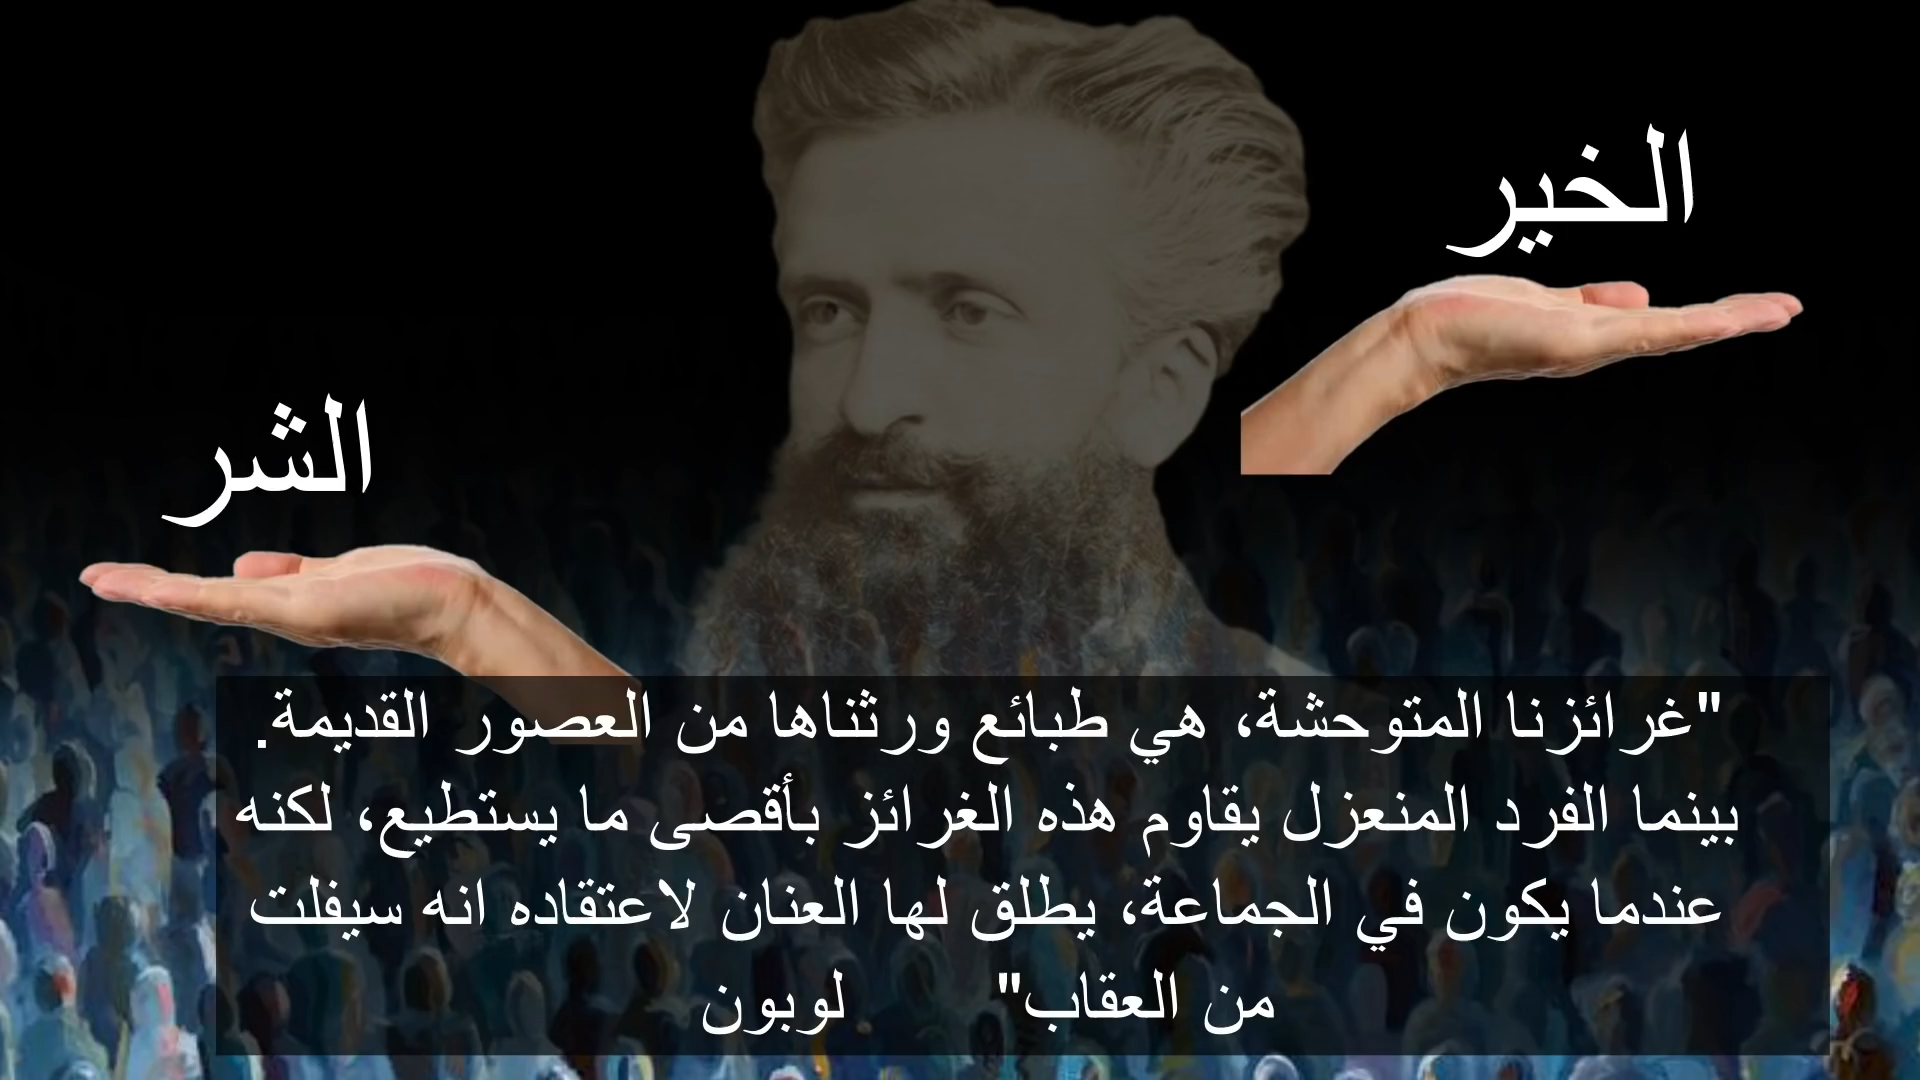 الخير
الشر
"غرائزنا المتوحشة، هي طبائع ورثناها من العصور القديمة.
بينما الفرد المنعزل يقاوم هذه الغرائز بأقصى ما يستطيع، لكنه
عندما يكون في الجماعة، يطلق لها العنان لاعتقاده انه سيفلت
من العقاب" لوبون